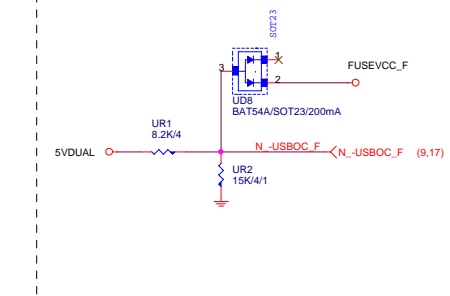 SOT23
1
3
FUSEVCC_F
2
UD8
BAT54A/SOT23/200mA
UR1
8.2K/4
5VDUAL
N_-USBOC_F
N_-USBOC_F (9,17)
UR2
15K/4/1